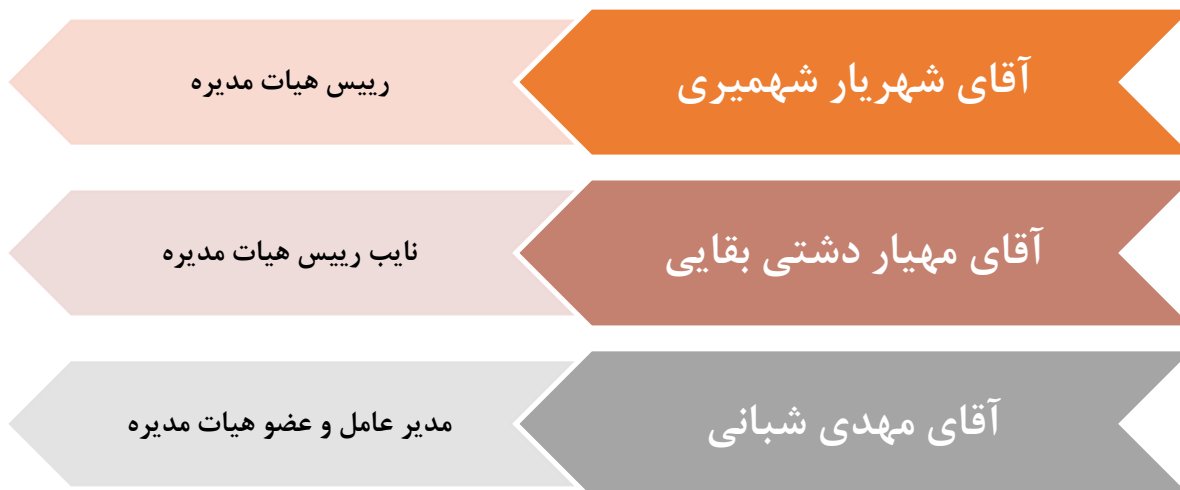 آقای شهریار شهمیری
رییس هیات مدیره
آقای مهیار دشتی بقایی
نایب رییس هیات مدیره
آقای مهدی شبانی
مدیر عامل و عضو هیات مدیره